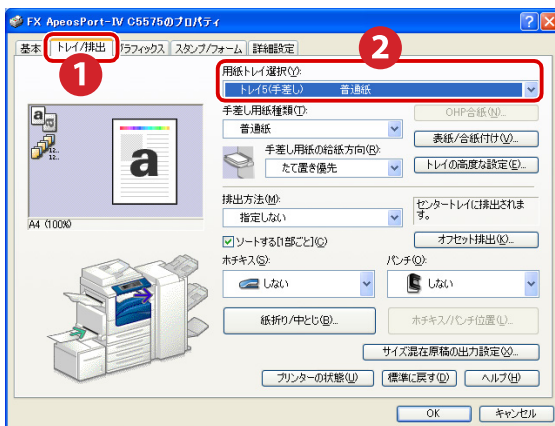 FX ApeosPort-IV C5575のプロパティ
基本 トレイ/排出 グラフィックス スタンプ/フォーム 詳細設定
1
2
用紙トレイ選択(Y):
トレイ5(手差し) 普通紙
手差し用紙種類(T):
普通紙
OHP合紙(N)...
表紙/合紙付け(V)...
手差し用紙の給紙方向(R):
たて置き優先
トレイの高度な設定(E)...
a
12..
12..
a
A4 (100%)
排出方法(M):
指定しない
センタートレイに排出されます。
ソートする[1部ごと](C)
オフセット排出(K)...
ホチキス(S):
しない
パンチ(O):
しない
紙折り/中とじ(B)...
ホチキス/パンチ位置(L)...
サイズ混在原稿の出力設定(X)...
プリンターの状態(U) 標準に戻す(D) ヘルプ(H)
OK キャンセル